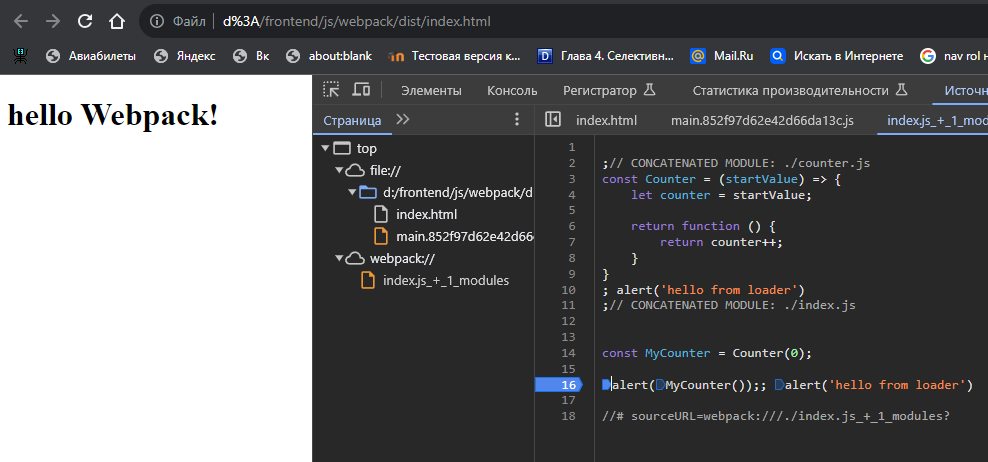 Файл d%3A/frontend/js/webpack/dist/index.html
Авиабилеты Яндекс Вк about:blank Тестовая версия к... Глава 4. Селективн... Mail.Ru Искать в Интернете nav rol н
hello Webpack!
Элементы Консоль Регистратор Статистика производительности Источн
Страница
index.html main.852f97d62e42d66da13c.js index.js_+_1_mod
top
file://
d:/frontend/js/webpack/d
index.html
main.852f97d62e42d66
webpack://
index.js_+_1_modules
1
2 ;// CONCATENATED MODULE: ./counter.js
3 const Counter = (startValue) => {
4 let counter = startValue;
5
6 return function () {
7 return counter++;
8 }
9 }
10 ; alert('hello from loader')
11 ;// CONCATENATED MODULE: ./index.js
12
13
14 const MyCounter = Counter(0);
15
16 alert(MyCounter());; alert('hello from loader')
17
18 //# sourceURL=webpack:///./index.js_+_1_modules?